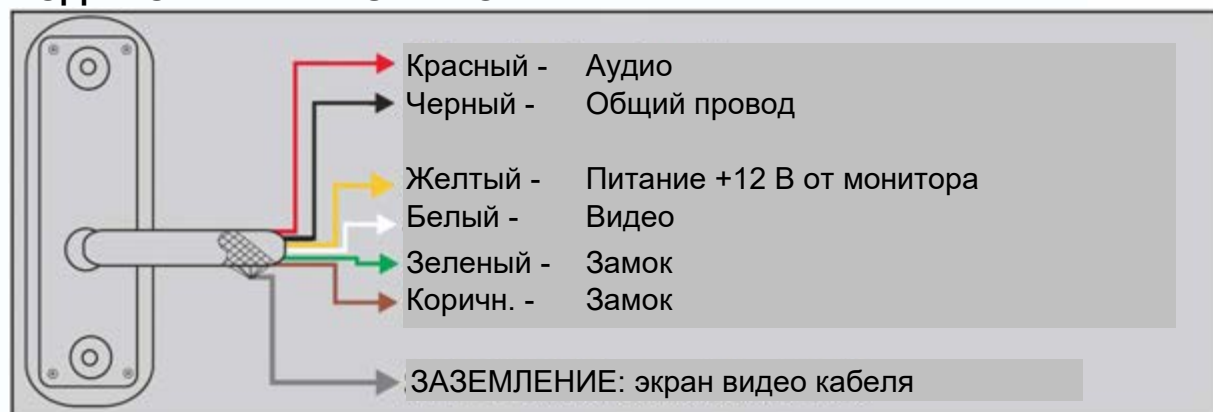 Красный - Аудио
Черный - Общий провод
Желтый - Питание +12 В от монитора
Белый - Видео
Зеленый - Замок
Коричн. - Замок
ЗАЗЕМЛЕНИЕ: экран видео кабеля